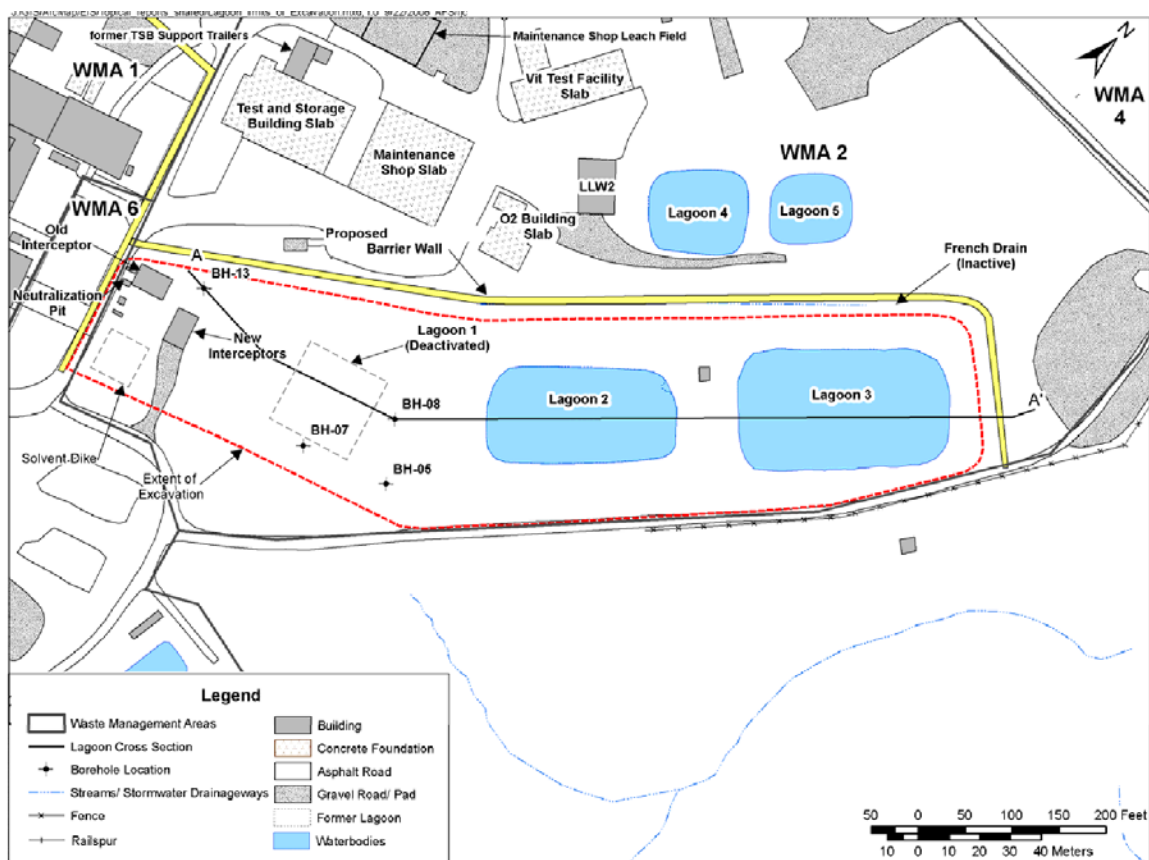 former TSB Support Trailers
Maintenance Shop Leach Field
N
WMA 1
Vit Test Facility
Slab
WMA
4
Test and Storage
Building Slab
Maintenance
Shop Slab
WMA 2
LLW2
WMA 6
Lagoon 4
Lagoon 5
Old
Interceptor
O2 Building
Slab
Proposed
Barrier Wall
French Drain
(Inactive)
A
BH-13
Neutralization
Pit
New
Interceptors
Lagoon 1
(Deactivated)
Lagoon 2
Lagoon 3
A'
BH-08
BH-07
Solvent Dike
BH-05
Extent of
Excavation
Legend
Waste Management Areas
Lagoon Cross Section
Borehole Location
Streams/ Stormwater Drainageways
Fence
Railspur
Building
Concrete Foundation
Asphalt Road
Gravel Road/ Pad
Former Lagoon
Waterbodies
50 0 50 100 150 200 Feet
10 0 10 20 30 40 Meters